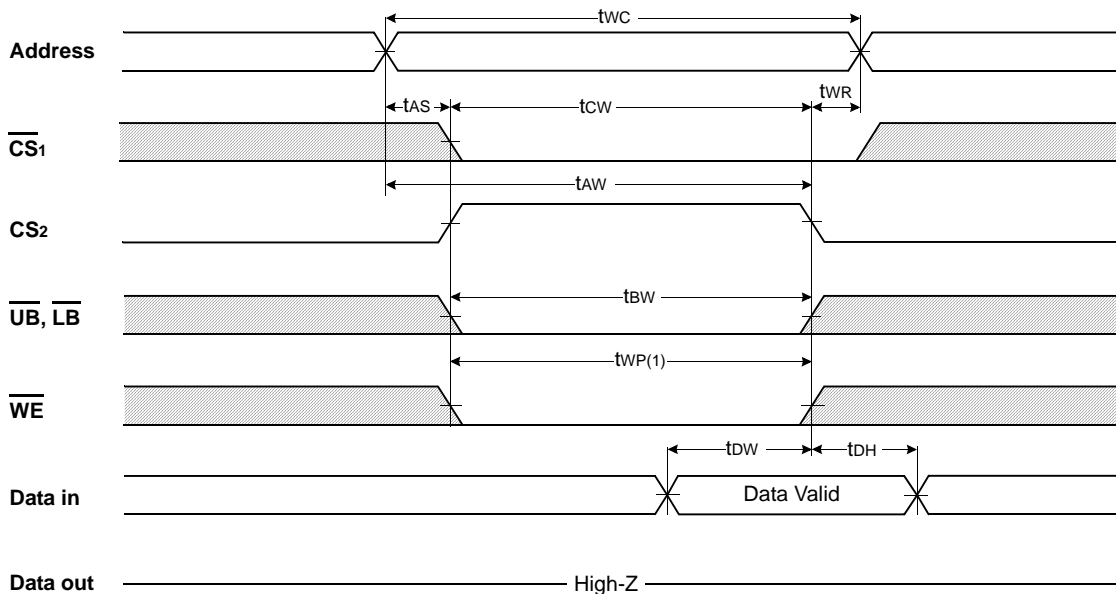 tWC
Address
tAS
tCW
tWR
CS1
tAW
CS2
tBW
UB, LB
tWP(1)
WE
tDW
tDH
Data in
Data Valid
Data out
High-Z